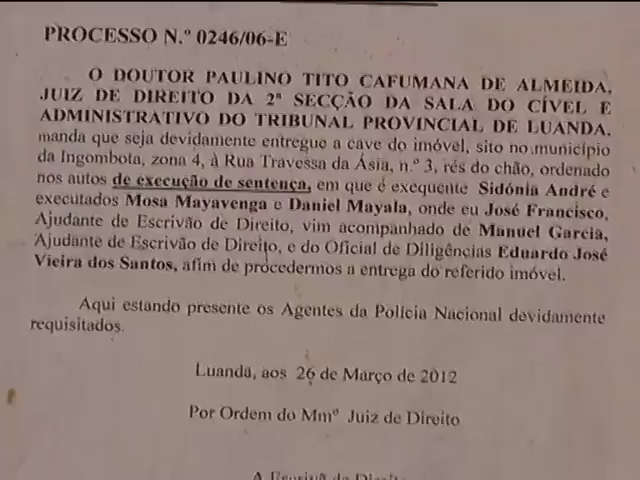 PROCESSO N.º 0246/06-E
O DOUTOR PAULINO TITO CAFUMANA DE ALMEIDA,
JUIZ DE DIREITO DA 2ª SECÇÃO DA SALA DO CÍVEL E
ADMINISTRATIVO DO TRIBUNAL PROVINCIAL DE LUANDA,
manda que seja devidamente entregue a cave do imóvel, sito no município
da Ingombota, zona 4, à Rua Travessa da Ásia, n.º 3, rés do chão, ordenado
nos autos de execução de sentença, em que é exequente Sidónia André e
executados Mosa Mayavenga e Daniel Mayala, onde eu José Francisco,
Ajudante de Escrivão de Direito, vim acompanhado de Manuel Garcia,
Ajudante de Escrivão de Direito, e do Oficial de Diligências Eduardo José
Vieira dos Santos, afim de procedermos a entrega do referido imóvel.
Aqui estando presente os Agentes da Polícia Nacional devidamente
requisitados.
Luanda, aos 26 de Março de 2012
Por Ordem do Mmº Juiz de Direito
A Escrivã de Direito